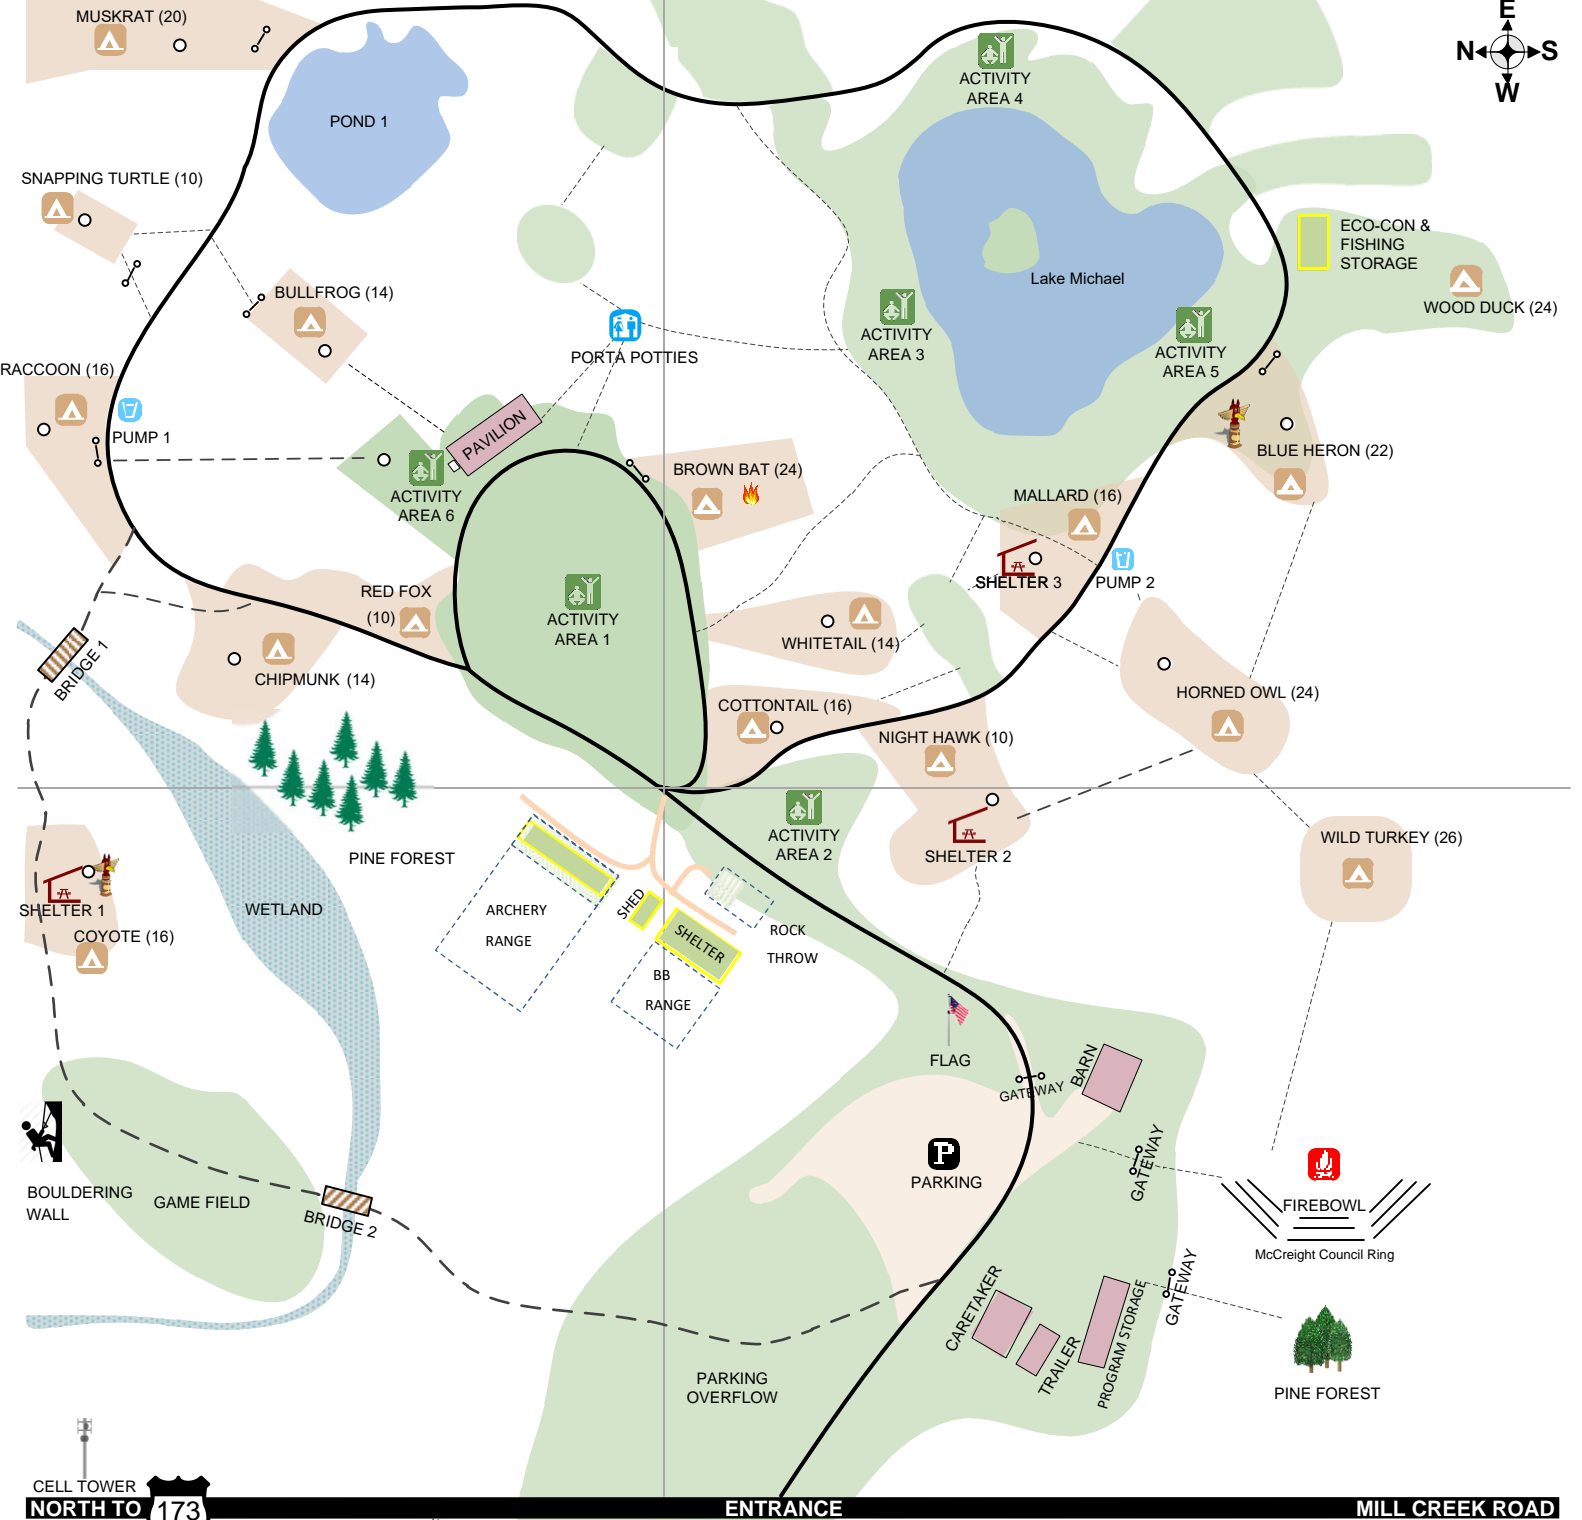 MUSKRAT (20)
E
N
S
W
ACTIVITY
AREA 4
POND 1
SNAPPING TURTLE (10)
ECO-CON &
FISHING
STORAGE
Lake Michael
BULLFROG (14)
WOOD DUCK (24)
ACTIVITY
AREA 3
ACTIVITY
AREA 5
PORTA POTTIES
RACCOON (16)
PUMP 1
PAVILION
BLUE HERON (22)
BROWN BAT (24)
ACTIVITY
AREA 6
MALLARD (16)
SHELTER 3
PUMP 2
RED FOX
(10)
ACTIVITY
AREA 1
WHITETAIL (14)
BRIDGE 1
CHIPMUNK (14)
HORNED OWL (24)
COTTONTAIL (16)
NIGHT HAWK (10)
ACTIVITY
AREA 2
WILD TURKEY (26)
SHELTER 2
PINE FOREST
SHELTER 1
WETLAND
ARCHERY
RANGE
SHED
SHELTER
ROCK
THROW
COYOTE (16)
BB
RANGE
FLAG
BARN
GATEWAY
P
PARKING
GATEWAY
BOULDERING
WALL
GAME FIELD
BRIDGE 2
FIREBOWL
McCreight Council Ring
GATEWAY
CARETAKER
TRAILER
PROGRAM STORAGE
PARKING
OVERFLOW
PINE FOREST
CELL TOWER
NORTH TO 173
ENTRANCE
MILL CREEK ROAD